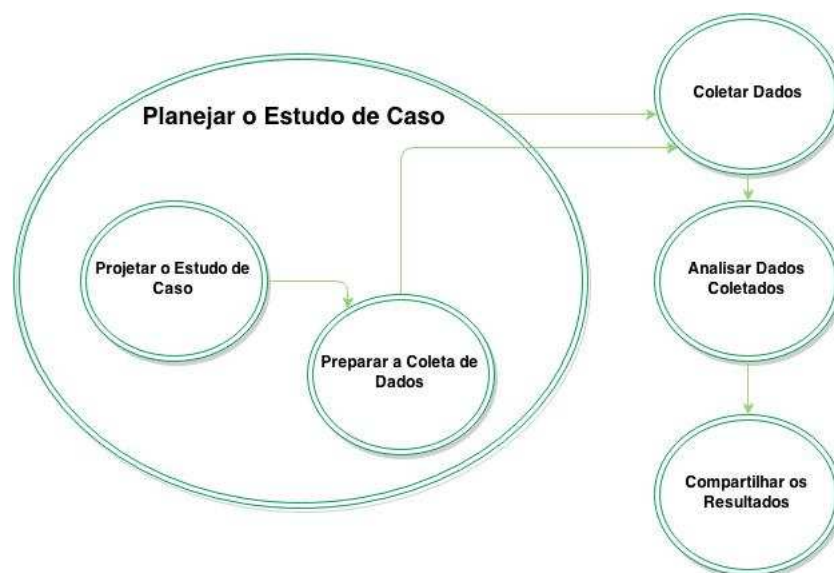 Planejar o Estudo de Caso
Coletar Dados
Projetar o Estudo de
Caso
Preparar a Coleta de
Dados
Analisar Dados
Coletados
Compartilhar os
Resultados